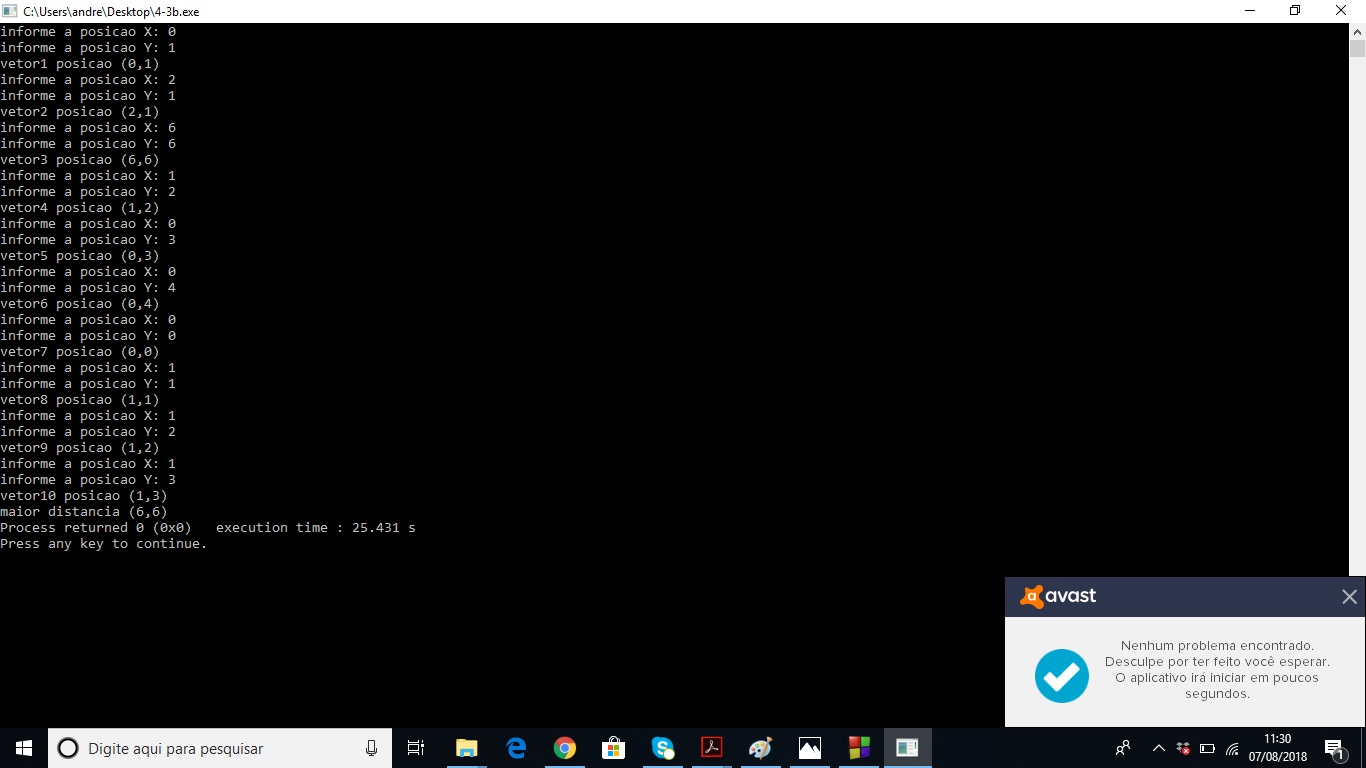 C:\Users\andre\Desktop\4-3b.exe
informe a posicao X: 0
informe a posicao Y: 1
vetor1 posicao (0,1)
informe a posicao X: 2
informe a posicao Y: 1
vetor2 posicao (2,1)
informe a posicao X: 6
informe a posicao Y: 6
vetor3 posicao (6,6)
informe a posicao X: 1
informe a posicao Y: 2
vetor4 posicao (1,2)
informe a posicao X: 0
informe a posicao Y: 3
vetor5 posicao (0,3)
informe a posicao X: 0
informe a posicao Y: 4
vetor6 posicao (0,4)
informe a posicao X: 0
informe a posicao Y: 0
vetor7 posicao (0,0)
informe a posicao X: 1
informe a posicao Y: 1
vetor8 posicao (1,1)
informe a posicao X: 1
informe a posicao Y: 2
vetor9 posicao (1,2)
informe a posicao X: 1
informe a posicao Y: 3
vetor10 posicao (1,3)
maior distancia (6,6)
Process returned 0 (0x0)   execution time : 25.431 s
Press any key to continue.
avast
Nenhum problema encontrado.
Desculpe por ter feito você esperar.
O aplicativo irá iniciar em poucos
segundos.
Digite aqui para pesquisar
11:30
07/08/2018
1